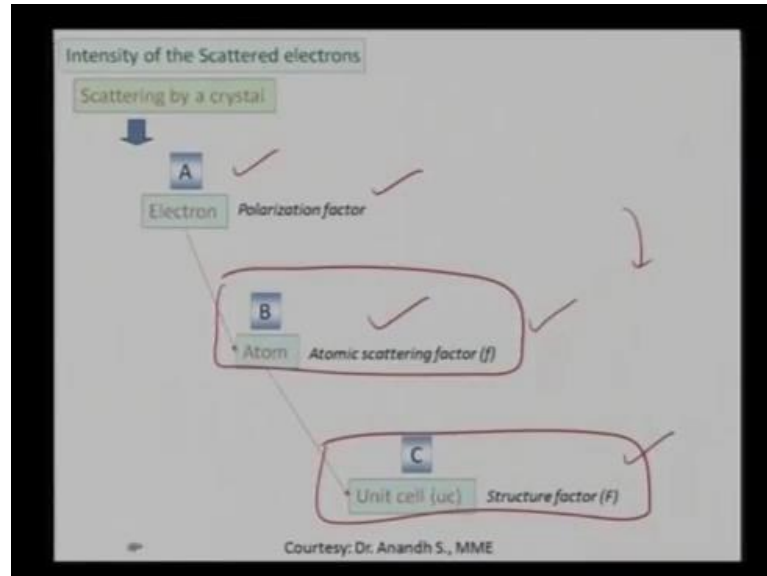 Intensity of the Scattered electrons
Scattering by a crystal
A
Electron Polarization factor
B
Atom Atomic scattering factor (f)
C
Unit cell (uc) Structure factor (F)
Courtesy: Dr. Anandh S., MME